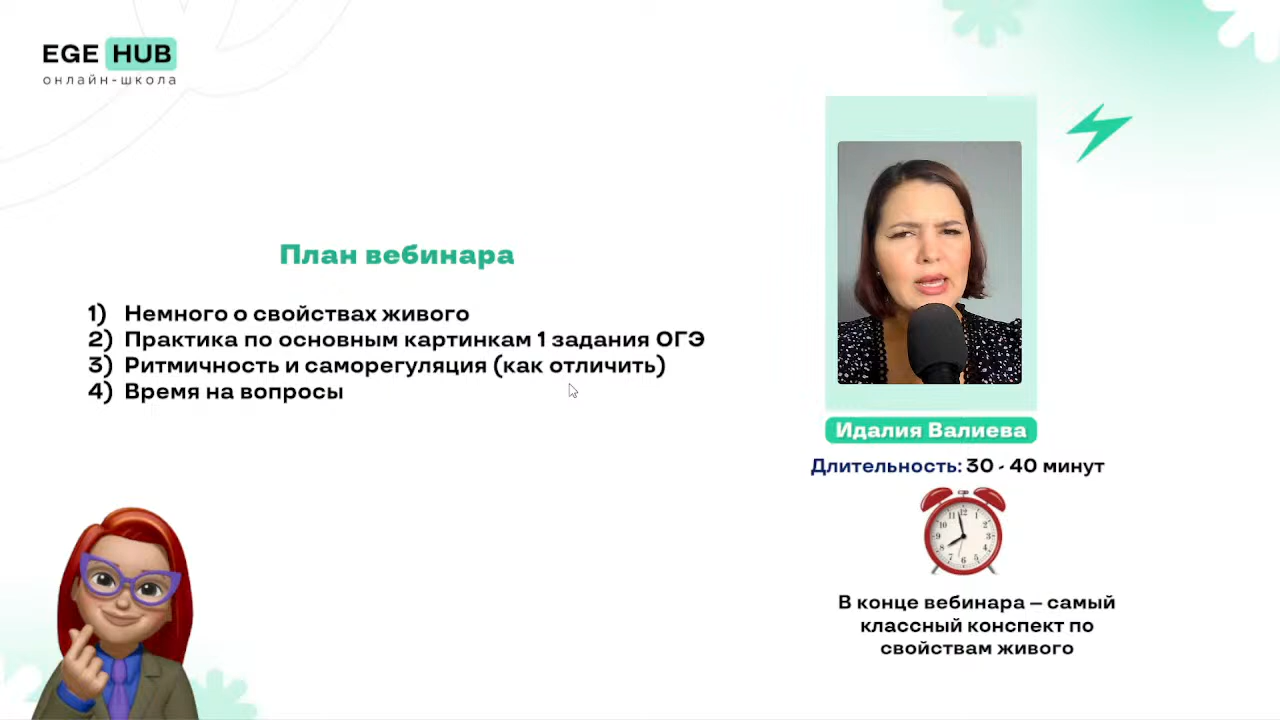 EGE HUB
онлайн-школа
План вебинара
1) Немного о свойствах живого
2) Практика по основным картинкам 1 задания ОГЭ
3) Ритмичность и саморегуляция (как отличить)
4) Время на вопросы
Идалия Валиева
Длительность: 30 - 40 минут
В конце вебинара – самый
классный конспект по
свойствам живого